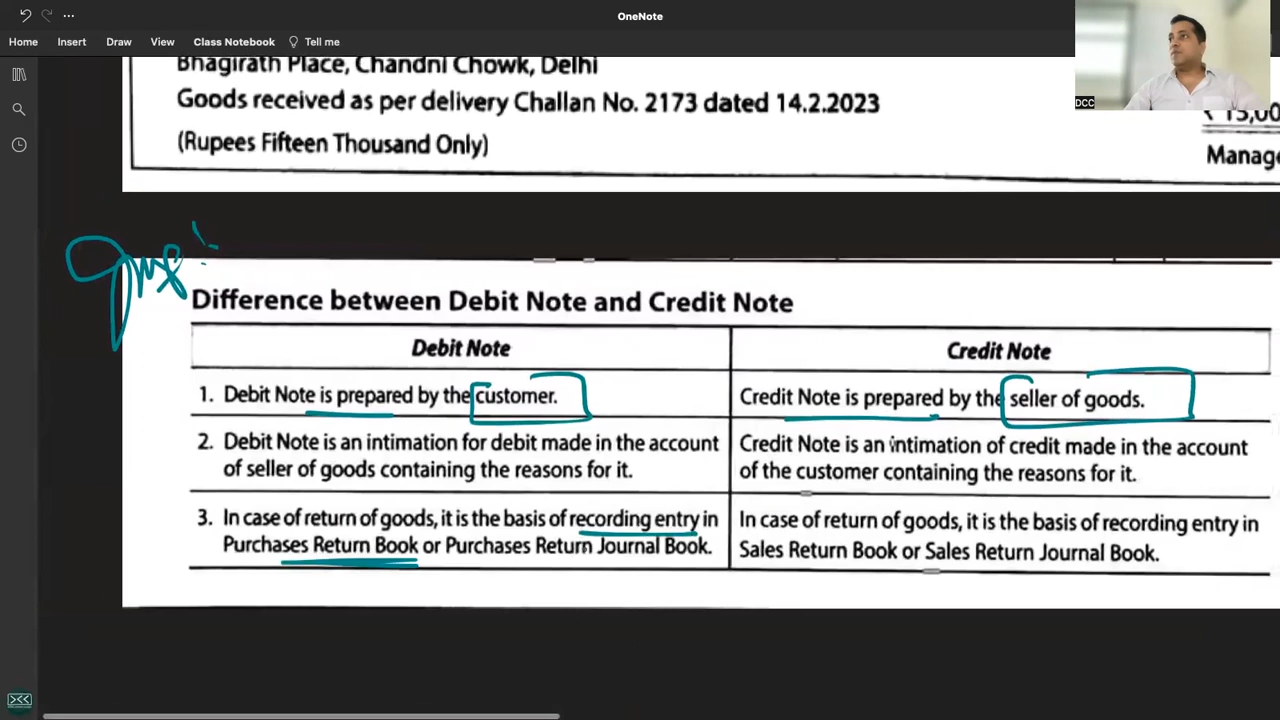 OneNote
Home Insert Draw View Class Notebook Tell me
DCC
Bhagirath Place, Chandni Chowk, Delhi
Goods received as per delivery Challan No. 2173 dated 14.2.2023
₹ 15,00
(Rupees Fifteen Thousand Only)
Manag
Imp!
Difference between Debit Note and Credit Note
Debit Note Credit Note
1. Debit Note is prepared by the customer. Credit Note is prepared by the seller of goods.
2. Debit Note is an intimation for debit made in the account Credit Note is an intimation of credit made in the account
of seller of goods containing the reasons for it. of the customer containing the reasons for it.
3. In case of return of goods, it is the basis of recording entry in In case of return of goods, it is the basis of recording entry in
Purchases Return Book or Purchases Return Journal Book. Sales Return Book or Sales Return Journal Book.